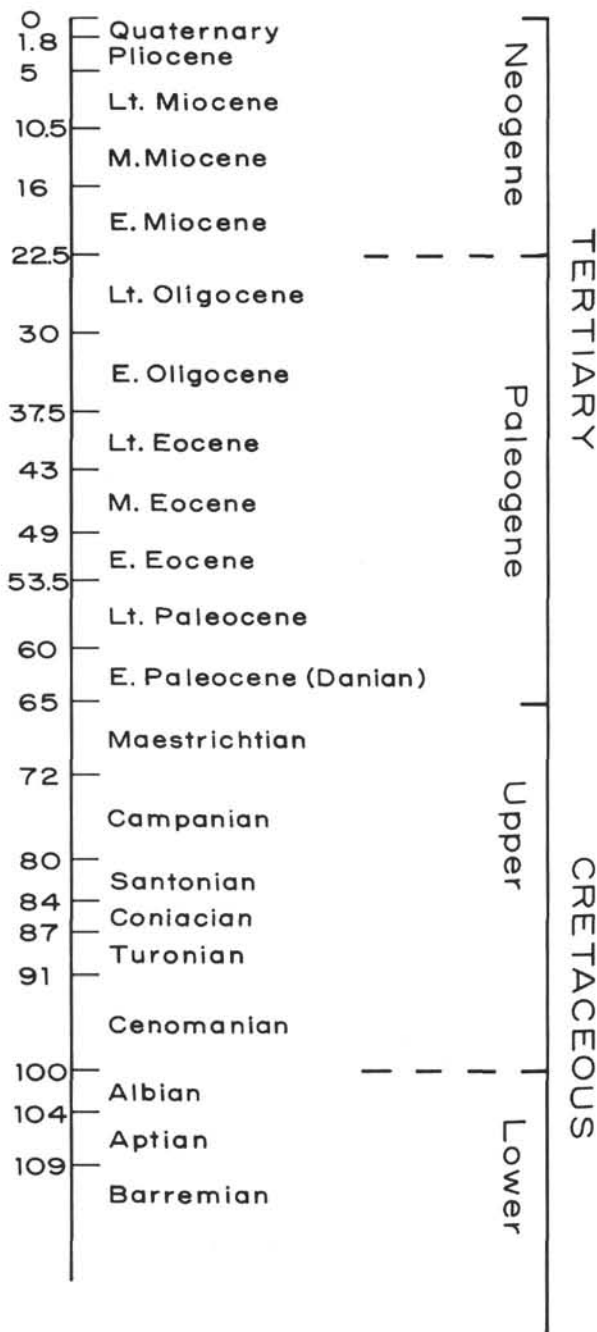 0
Quaternary
1.8
Pliocene
5
Lt. Miocene
10.5
M. Miocene
16
E. Miocene
22.5
Lt. Oligocene
30
E. Oligocene
37.5
Lt. Eocene
43
M. Eocene
49
E. Eocene
53.5
Lt. Paleocene
60
E. Paleocene (Danian)
65
Maestrichtian
72
Campanian
80
Santonian
84
Coniacian
87
Turonian
91
Cenomanian
100
Albian
104
Aptian
109
Barremian
Neogene
Paleogene
Upper
Lower
TERTIARY
CRETACEOUS